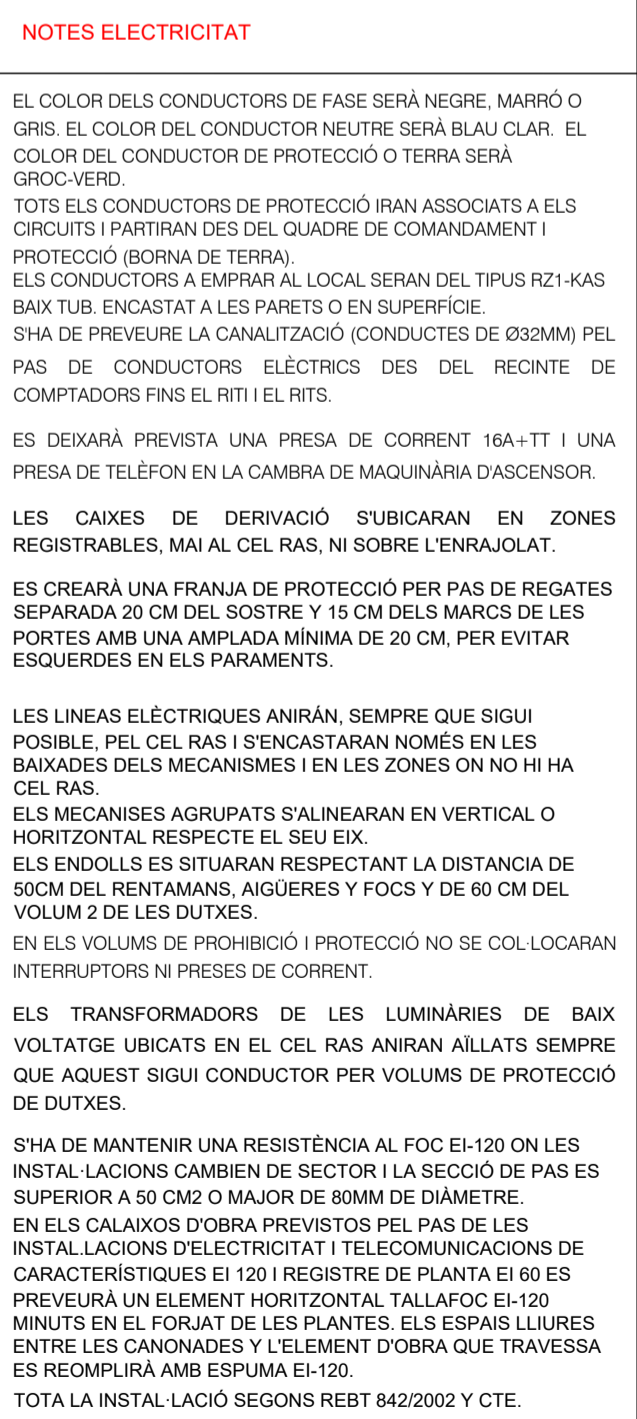 NOTES ELECTRICITAT
EL COLOR DELS CONDUCTORS DE FASE SERÀ NEGRE, MARRÓ O
GRIS. EL COLOR DEL CONDUCTOR NEUTRE SERÀ BLAU CLAR.  EL
COLOR DEL CONDUCTOR DE PROTECCIÓ O TERRA SERÀ
GROC-VERD.
TOTS ELS CONDUCTORS DE PROTECCIÓ IRAN ASSOCIATS A ELS
CIRCUITS I PARTIRAN DES DEL QUADRE DE COMANDAMENT I
PROTECCIÓ (BORNA DE TERRA).
ELS CONDUCTORS A EMPRAR AL LOCAL SERAN DEL TIPUS RZ1-KAS
BAIX TUB. ENCASTAT A LES PARETS O EN SUPERFÍCIE.
S'HA DE PREVEURE LA CANALITZACIÓ (CONDUCTES DE Ø32MM) PEL
PAS DE CONDUCTORS ELÈCTRICS DES DEL RECINTE DE
COMPTADORS FINS EL RITI I EL RITS.
ES DEIXARÀ PREVISTA UNA PRESA DE CORRENT 16A+TT I UNA
PRESA DE TELÈFON EN LA CAMBRA DE MAQUINÀRIA D'ASCENSOR.
LES CAIXES DE DERIVACIÓ S'UBICARAN EN ZONES
REGISTRABLES, MAI AL CEL RAS, NI SOBRE L'ENRAJOLAT.
ES CREARÀ UNA FRANJA DE PROTECCIÓ PER PAS DE REGATES
SEPARADA 20 CM DEL SOSTRE Y 15 CM DELS MARCS DE LES
PORTES AMB UNA AMPLADA MÍNIMA DE 20 CM, PER EVITAR
ESQUERDES EN ELS PARAMENTS.
LES LINEAS ELÈCTRIQUES ANIRÁN, SEMPRE QUE SIGUI
POSIBLE, PEL CEL RAS I S'ENCASTARAN NOMÉS EN LES
BAIXADES DELS MECANISMES I EN LES ZONES ON NO HI HA
CEL RAS.
ELS MECANISES AGRUPATS S'ALINEARAN EN VERTICAL O
HORITZONTAL RESPECTE EL SEU EIX.
ELS ENDOLLS ES SITUARAN RESPECTANT LA DISTANCIA DE
50CM DEL RENTAMANS, AIGÜERES Y FOCS Y DE 60 CM DEL
VOLUM 2 DE LES DUTXES.
EN ELS VOLUMS DE PROHIBICIÓ I PROTECCIÓ NO SE COL·LOCARAN
INTERRUPTORS NI PRESES DE CORRENT.
ELS TRANSFORMADORS DE LES LUMINÀRIES DE BAIX
VOLTATGE UBICATS EN EL CEL RAS ANIRAN AÏLLATS SEMPRE
QUE AQUEST SIGUI CONDUCTOR PER VOLUMS DE PROTECCIÓ
DE DUTXES.
S'HA DE MANTENIR UNA RESISTÈNCIA AL FOC EI-120 ON LES
INSTAL·LACIONS CAMBIEN DE SECTOR I LA SECCIÓ DE PAS ES
SUPERIOR A 50 CM2 O MAJOR DE 80MM DE DIÀMETRE.
EN ELS CALAIXOS D'OBRA PREVISTOS PEL PAS DE LES
INSTAL.LACIONS D'ELECTRICITAT I TELECOMUNICACIONS DE
CARACTERÍSTIQUES EI 120 I REGISTRE DE PLANTA EI 60 ES
PREVEURÀ UN ELEMENT HORITZONTAL TALLAFOC EI-120
MINUTS EN EL FORJAT DE LES PLANTES. ELS ESPAIS LLIURES
ENTRE LES CANONADES Y L'ELEMENT D'OBRA QUE TRAVESSA
ES REOMPLIRÀ AMB ESPUMA EI-120.
TOTA LA INSTAL·LACIÓ SEGONS REBT 842/2002 Y CTE.